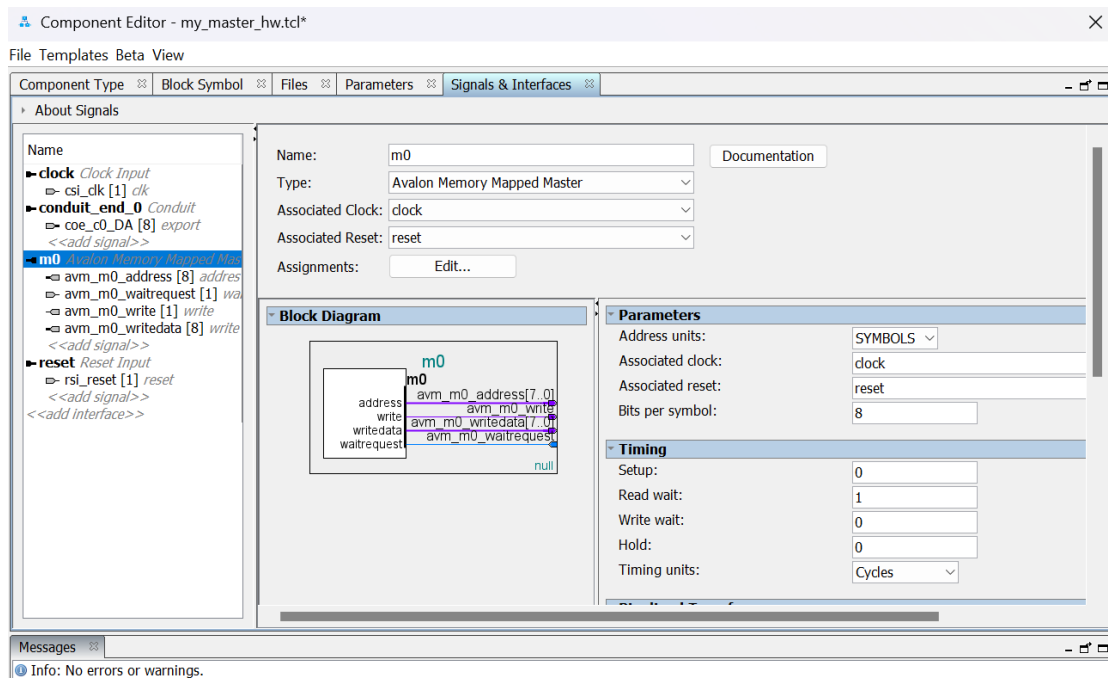 Component Editor - my_master_hw.tcl*
File Templates Beta View
Component Type Block Symbol Files Parameters Signals & Interfaces
About Signals
Name
clock Clock Input
csi_clk [1] clk
conduit_end_0 Conduit
coe_c0_DA [8] export
<<add signal>>
m0 Avalon Memory Mapped Mas
avm_m0_address [8] addres
avm_m0_waitrequest [1] wa
avm_m0_write [1] write
avm_m0_writedata [8] write
<<add signal>>
reset Reset Input
rsi_reset [1] reset
<<add signal>>
<<add interface>>
Name: m0 Documentation
Type: Avalon Memory Mapped Master
Associated Clock: clock
Associated Reset: reset
Assignments: Edit...
Block Diagram
m0
m0
address avm_m0_address[7..0]
write avm_m0_write
writedata avm_m0_writedata[7..0]
waitrequest avm_m0_waitrequest
null
Parameters
Address units: SYMBOLS
Associated clock: clock
Associated reset: reset
Bits per symbol: 8
Timing
Setup: 0
Read wait: 1
Write wait: 0
Hold: 0
Timing units: Cycles
Messages
Info: No errors or warnings.